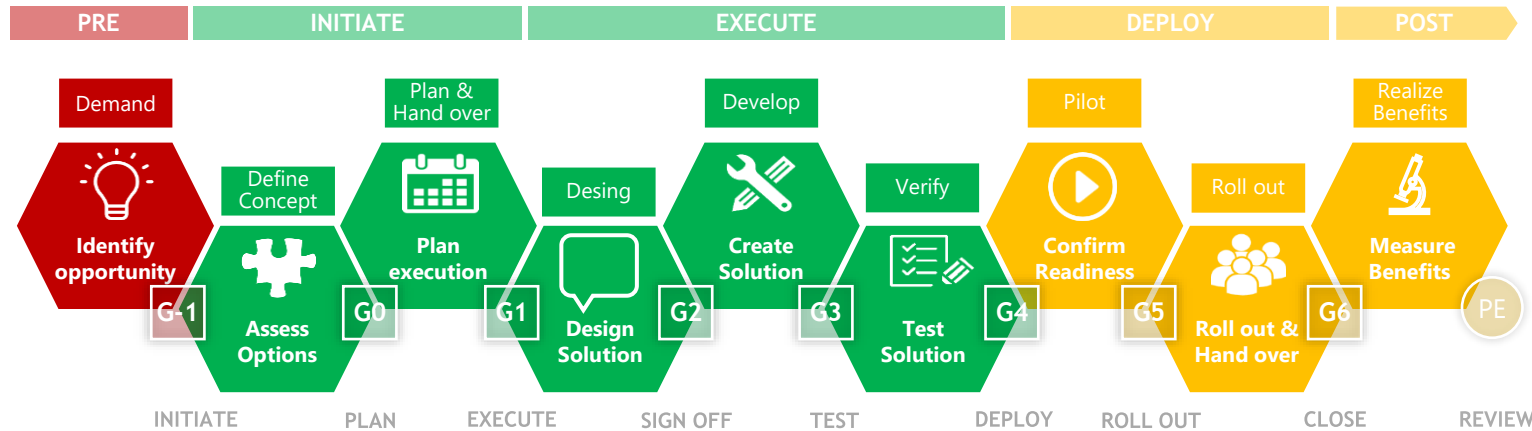 PRE
INITIATE
EXECUTE
DEPLOY
POST
Demand
Identify
opportunity
G-1
Define
Concept
Assess
Options
G0
Plan &
Hand over
Plan
execution
G1
Desing
Design
Solution
G2
Develop
Create
Solution
G3
Verify
Test
Solution
G4
Pilot
Confirm
Readiness
G5
Roll out
Roll out &
Hand over
G6
Realize
Benefits
Measure
Benefits
PE
INITIATE
PLAN
EXECUTE
SIGN OFF
TEST
DEPLOY
ROLL OUT
CLOSE
REVIEW